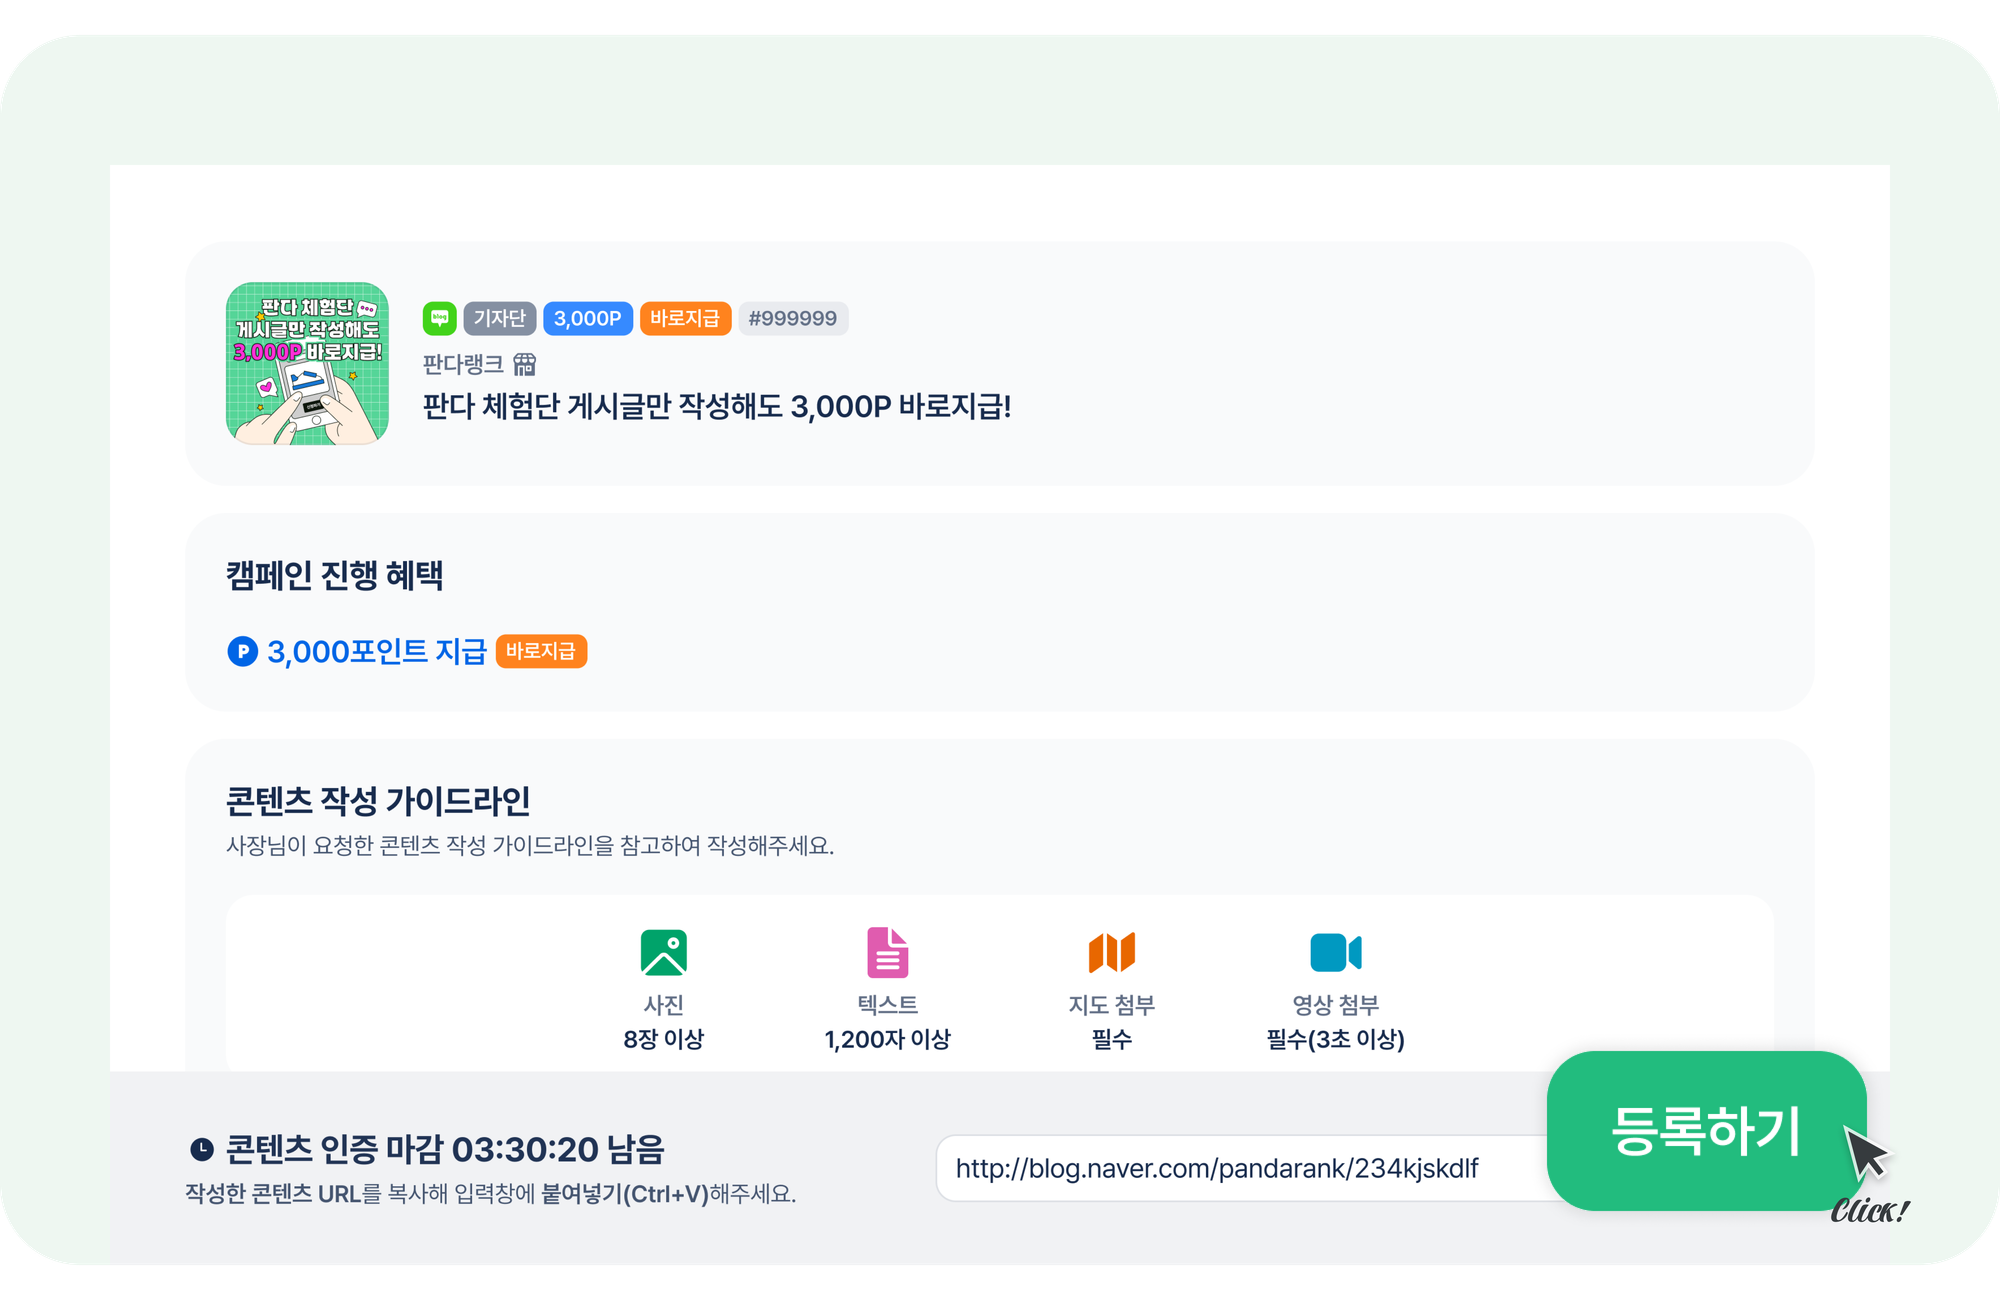 판다 체험단
게시글만 작성해도
3,000P 바로지급!
blog 기자단 3,000P 바로지급 #999999
판다랭크
판다 체험단 게시글만 작성해도 3,000P 바로지급!
캠페인 진행 혜택
P 3,000포인트 지급 바로지급
콘텐츠 작성 가이드라인
사장님이 요청한 콘텐츠 작성 가이드라인을 참고하여 작성해주세요.
사진 텍스트 지도 첨부 영상 첨부
8장 이상 1,200자 이상 필수 필수(3초 이상)
콘텐츠 인증 마감 03:30:20 남음
작성한 콘텐츠 URL를 복사해 입력창에 붙여넣기(Ctrl+V)해주세요.
http://blog.naver.com/pandarank/234kjskdlf
등록하기
Click!